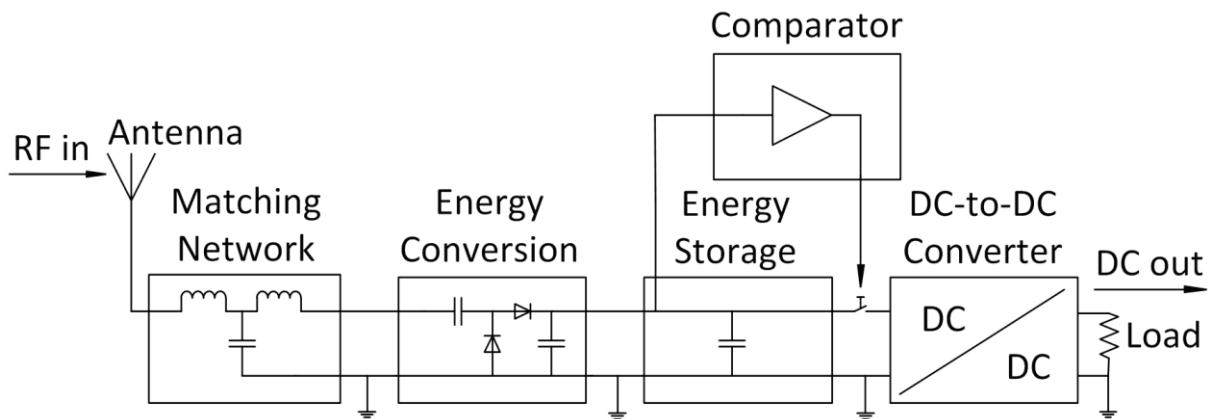 Comparator
RF in
Antenna
Matching
Network
Energy
Conversion
Energy
Storage
DC-to-DC
Converter
DC out
DC
DC
Load